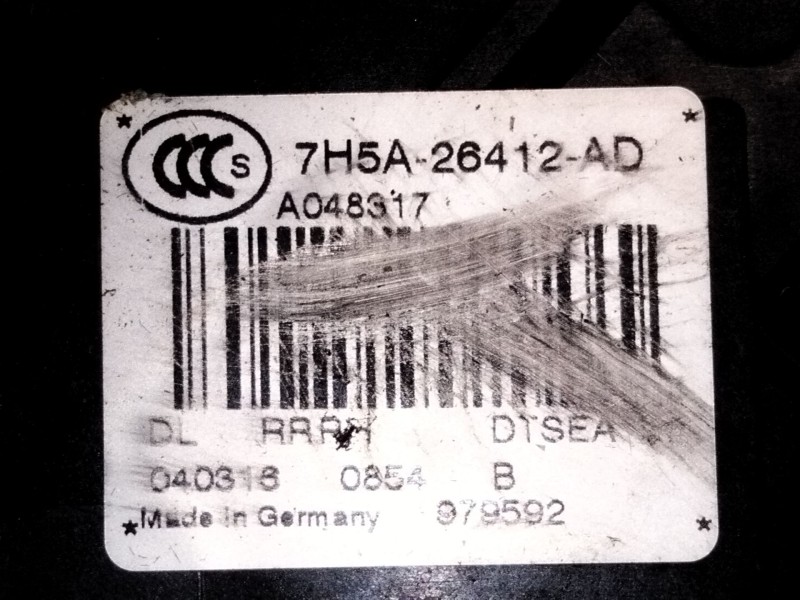 CCC S
7H5A-26412-AD
A048317
DL RRRH DTSEA
040316 0854 B
Made in Germany 979592